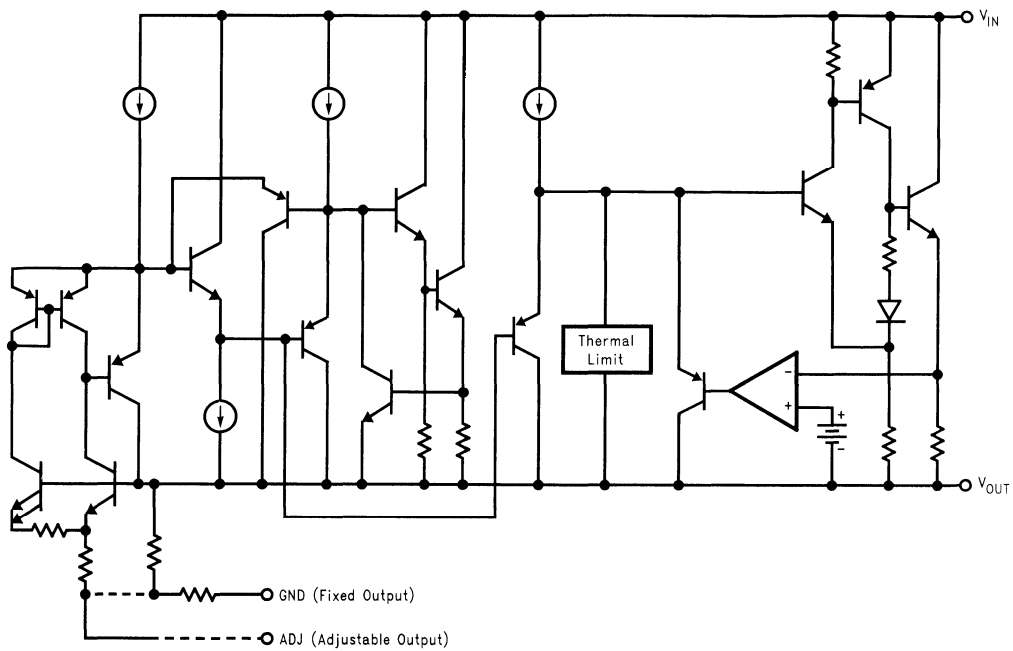 V_IN
Thermal
Limit
-
+
+
-
V_OUT
GND (Fixed Output)
ADJ (Adjustable Output)